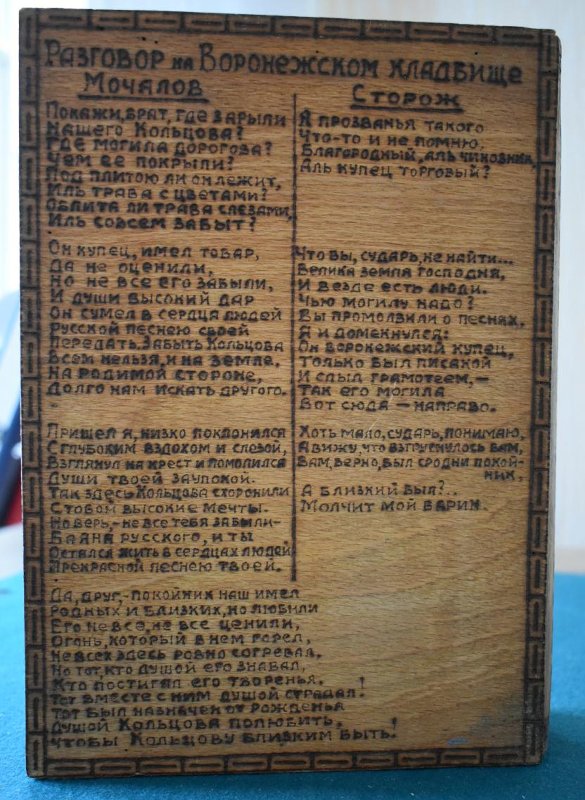 Разговор на Воронежском кладбище
Мочалов
Покажи, брат, где зарыли
Нашего Кольцова?
Где могила дорогова?
Чем её покрыли?
Под плитою ли он лежит,
Иль трава с цветами?
Облита ли трава слезами,
Иль совсем забыт?
Он купец, имел товар,
Да не оценили,
Но не все его забыли,
И души высокий дар
Он сумел в сердца людей
Русской песнею своей
Передать. Забыть Кольцова
Всем нельзя, и на земле,
На родимой стороне,
Долго нам искать другого.
Пришел я, низко поклонился
С глубоким вздохом и слезой,
Взглянул на крест и помолился
Души твоей заупокой.
Так здесь Кольцова схоронили
С тобой высокие мечты.
Но верь, - не все тебя забыли -
Баяна русского, и ты
Остался жить в сердцах людей
Прекрасной песнею твоей.
Сторож
Я прозванья такого
Что-то и не помню.
Благородный, аль чиновник,
Аль купец торговый?
Что вы, сударь, не найти...
Велика земля господня,
И везде есть люди.
Чью могилу надо?
Вы промолвили о песнях,
Я и домекнулся:
Он воронежский купец,
Только был писакой
И слыл грамотеем, -
Так его могила
Вот сюда - направо.
Хоть мало, сударь, понимаю,
А вижу, что взгрустнулось вам,
Вам, верно, был сродни покой-
ник.
А близкий был?..
Молчит мой барин.
Да, друг, - покойник наш имел
Родных и близких, но любили
Его не все, не все ценили,
Огонь, который в нем горел,
Не всех здесь ровно согревал,
Но тот, кто душой его знавал,
Кто постигал его творенья,
Тот вместе с ним душой страдал!
Тот был назначен от рожденья
Душой Кольцова полюбить,
Чтобы Кольцову близким быть!